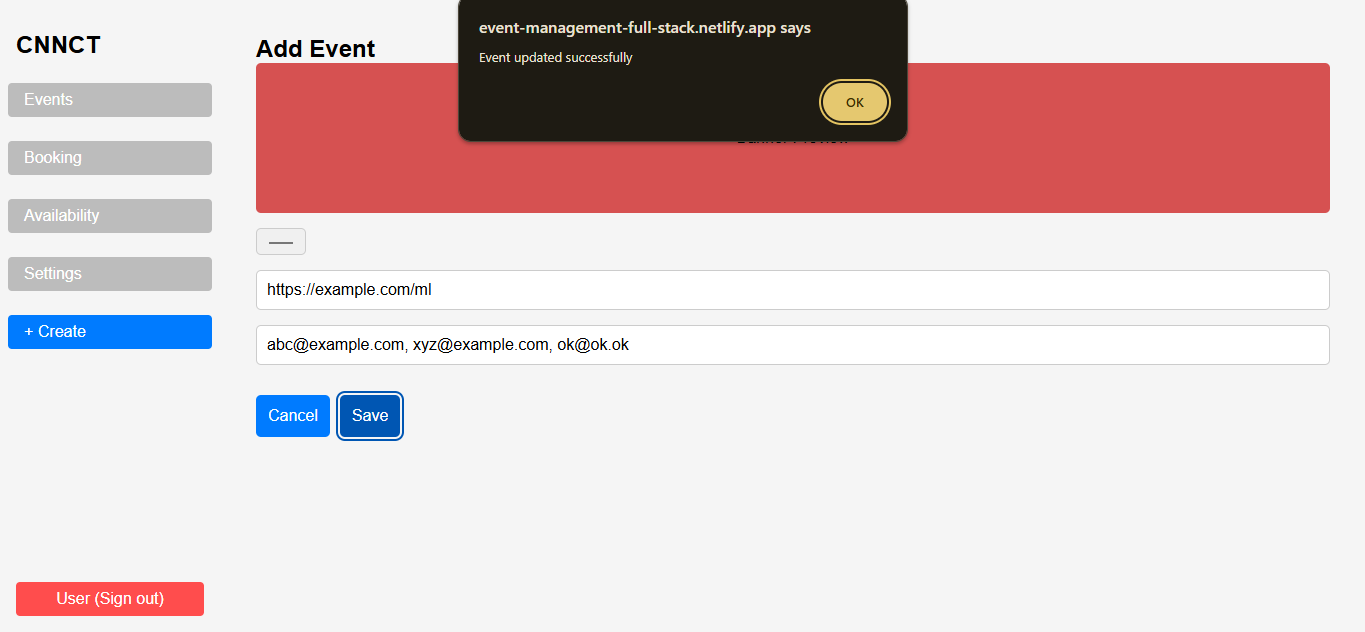 CNNCT
Events
Booking
Availability
Settings
+ Create
User (Sign out)
Add Event
event-management-full-stack.netlify.app says
Event updated successfully
OK
https://example.com/ml
abc@example.com, xyz@example.com, ok@ok.ok
Cancel
Save